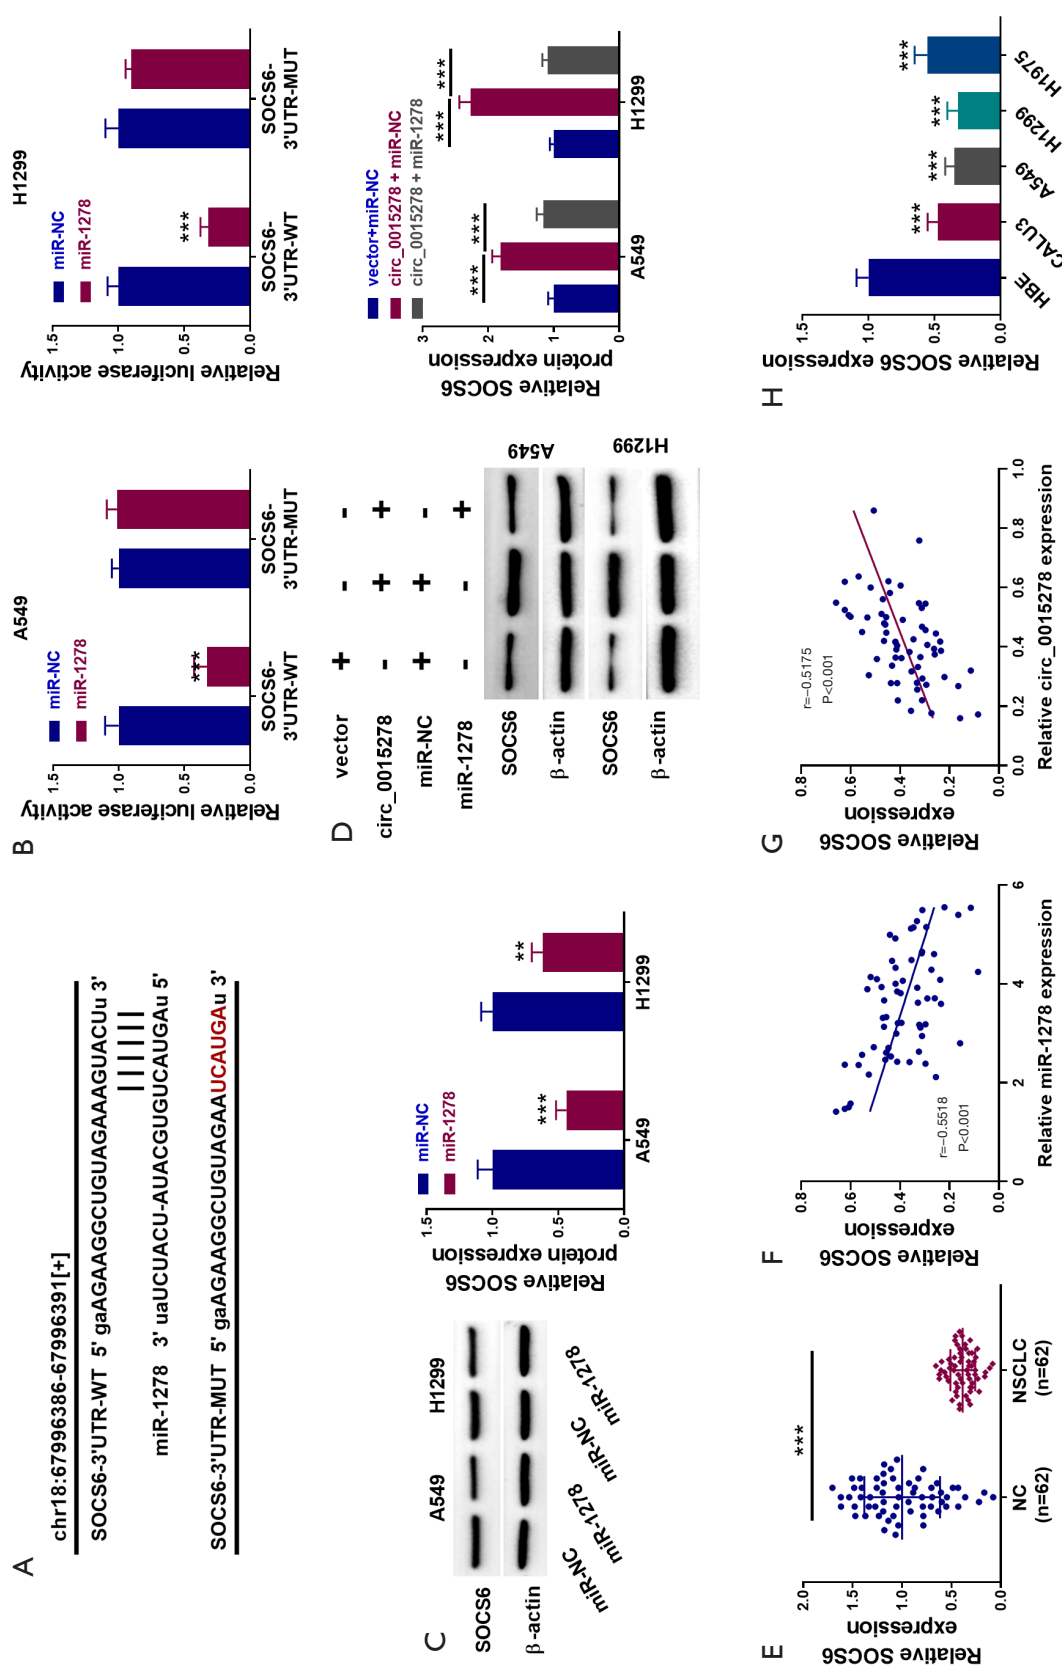 A
chr18:67996386-67996391[+]
SOCS6-3'UTR-WT 5' gaAGAAGGCUGUAGAAAGUACUu 3'
miR-1278 3' uaUCUACU-AUACGUGUCAUGAu 5'
SOCS6-3'UTR-MUT 5' gaAGAAGGCUGUAGAAUCAUGAu 3'
B
A549
miR-NC
miR-1278
Relative luciferase activity
1.5
1.0
0.5
0.0
***
SOCS6-
3'UTR-WT
SOCS6-
3'UTR-MUT
H1299
miR-NC
miR-1278
Relative luciferase activity
1.5
1.0
0.5
0.0
***
SOCS6-
3'UTR-WT
SOCS6-
3'UTR-MUT
C
A549
H1299
SOCS6
β-actin
miR-NC
miR-1278
miR-NC
miR-1278
miR-NC
miR-1278
Relative SOCS6
protein expression
1.5
1.0
0.5
0.0
***
**
A549
H1299
D
vector + - -
circ_0015278 - + +
miR-NC + + -
miR-1278 - - +
SOCS6
β-actin
A549
SOCS6
β-actin
H1299
vector+miR-NC
circ_0015278 + miR-NC
circ_0015278 + miR-1278
Relative SOCS6
protein expression
3
2
1
0
*** ***
*** ***
A549
H1299
E
Relative SOCS6
expression
2.0
1.5
1.0
0.5
0.0
***
NC
(n=62)
NSCLC
(n=62)
F
Relative SOCS6
expression
0.8
0.6
0.4
0.2
0.0
r=−0.5518
P<0.001
0 2 4 6
Relative miR-1278 expression
G
Relative SOCS6
expression
0.8
0.6
0.4
0.2
0.0
r=−0.5175
P<0.001
0.0 0.2 0.4 0.6 0.8 1.0
Relative circ_0015278 expression
H
Relative SOCS6 expression
1.5
1.0
0.5
0.0
*** *** *** ***
HBE
CALU3
A549
H1299
H1975